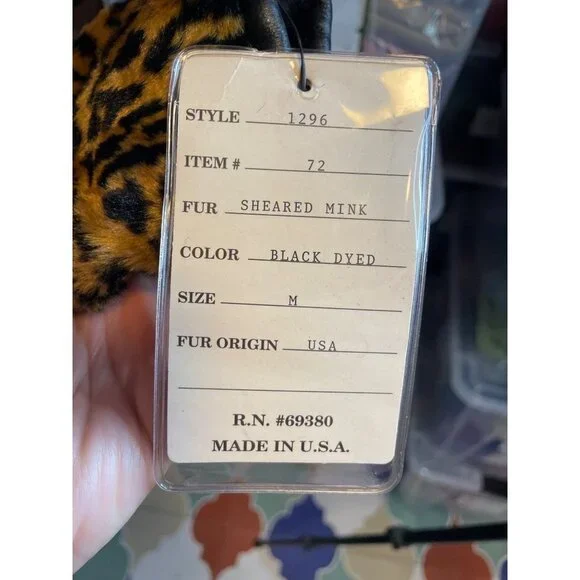 STYLE 1296
ITEM # 72
FUR SHEARED MINK
COLOR BLACK DYED
SIZE M
FUR ORIGIN USA
R.N. #69380
MADE IN U.S.A.